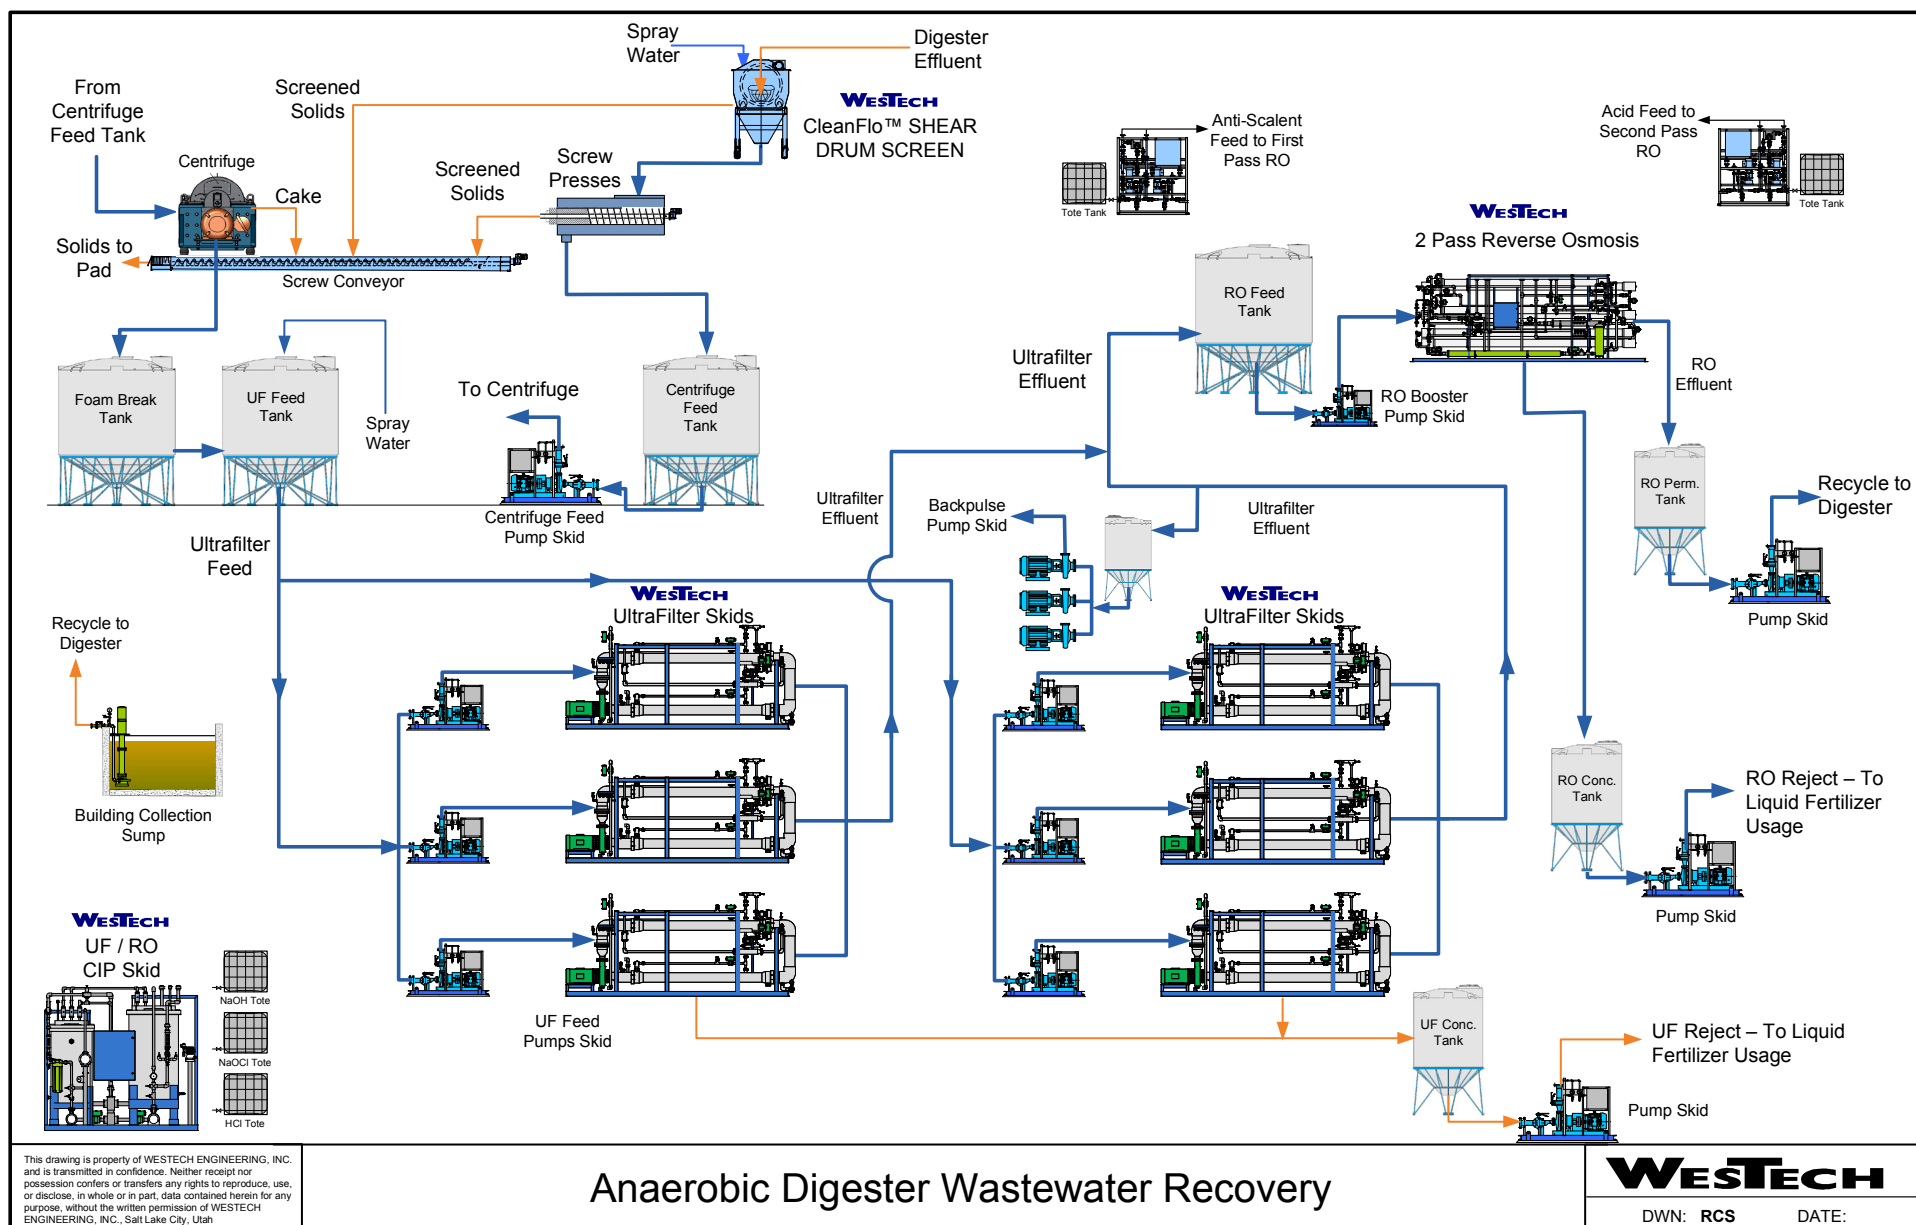 Spray
Water
Digester
Effluent
From
Centrifuge
Feed Tank
Screened
Solids
WESTECH
CleanFlo™ SHEAR
DRUM SCREEN
Anti-Scalent
Feed to First
Pass RO
Acid Feed to
Second Pass
RO
Centrifuge
Cake
Screened
Solids
Screw
Presses
Tote Tank
Tote Tank
WESTECH
2 Pass Reverse Osmosis
Solids to
Pad
Screw Conveyor
RO Feed
Tank
Ultrafilter
Effluent
RO
Effluent
Foam Break
Tank
UF Feed
Tank
Spray
Water
To Centrifuge
Centrifuge
Feed
Tank
RO Booster
Pump Skid
RO Perm.
Tank
Recycle to
Digester
Centrifuge Feed
Pump Skid
Ultrafilter
Effluent
Backpulse
Pump Skid
Ultrafilter
Effluent
Ultrafilter
Feed
WESTECH
UltraFilter Skids
WESTECH
UltraFilter Skids
Pump Skid
Recycle to
Digester
Building Collection
Sump
RO Conc.
Tank
RO Reject – To
Liquid Fertilizer
Usage
Pump Skid
WESTECH
UF / RO
CIP Skid
NaOH Tote
NaOCl Tote
HCl Tote
UF Feed
Pumps Skid
UF Conc.
Tank
UF Reject – To Liquid
Fertilizer Usage
Pump Skid
This drawing is property of WESTECH ENGINEERING, INC.
and is transmitted in confidence. Neither receipt nor
possession confers or transfers any rights to reproduce, use,
or disclose, in whole or in part, data contained herein for any
purpose, without the written permission of WESTECH
ENGINEERING, INC., Salt Lake City, Utah
Anaerobic Digester Wastewater Recovery
WESTECH
DWN: RCS DATE: